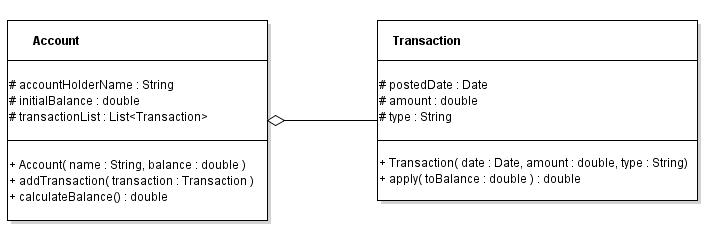 Account
# accountHolderName : String
# initialBalance : double
# transactionList : List<Transaction>
+ Account( name : String, balance : double )
+ addTransaction( transaction : Transaction )
+ calculateBalance() : double
Transaction
# postedDate : Date
# amount : double
# type : String
+ Transaction( date : Date, amount : double, type : String)
+ apply( toBalance : double ) : double